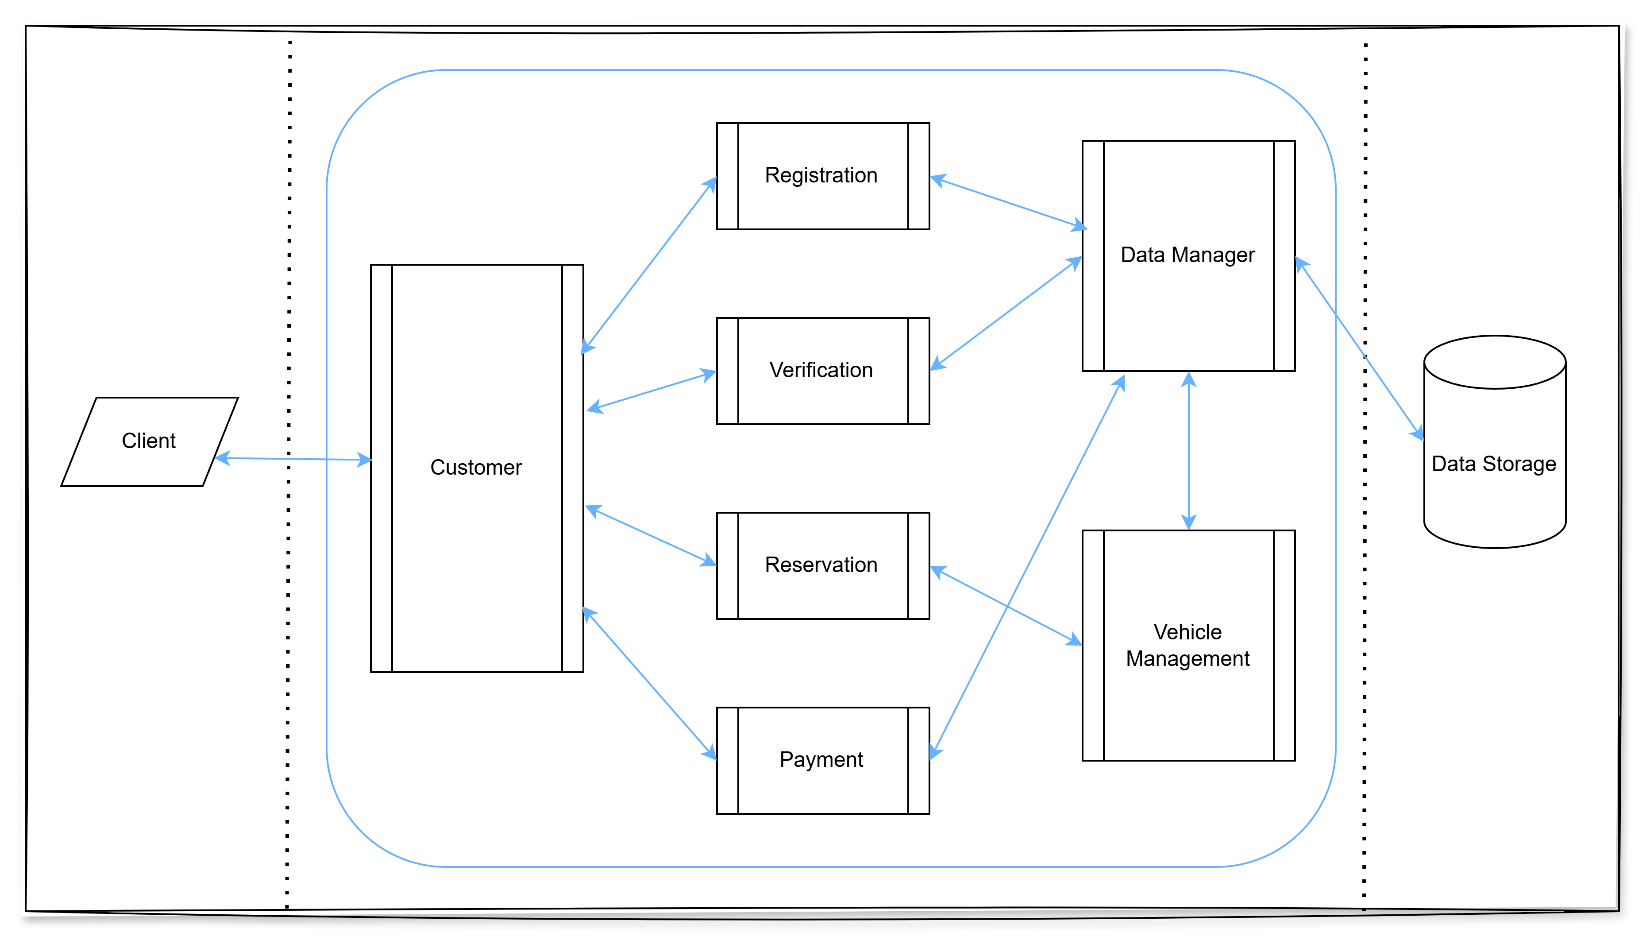 Client
Customer
Registration
Verification
Reservation
Payment
Data Manager
Vehicle
Management
Data Storage